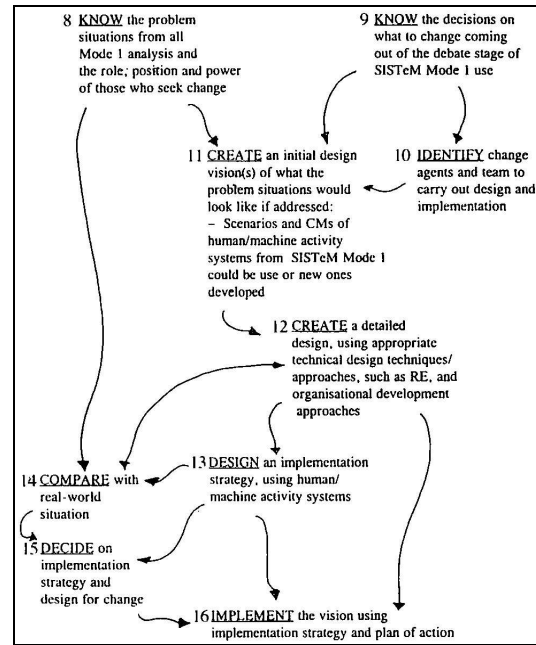 8 KNOW the problem
situations from all
Mode 1 analysis and
the role; position and power
of those who seek change
9 KNOW the decisions on
what to change coming
out of the debate stage of
SISTeM Mode 1 use
10 IDENTIFY change
agents and team to
carry out design and
implementation
11 CREATE an initial design
vision(s) of what the
problem situations would
look like if addressed:
– Scenarios and CMs of
human/machine activity
systems from SISTeM Mode 1
could be use or new ones
developed
12 CREATE a detailed
design, using appropriate
technical design techniques/
approaches, such as RE, and
organisational development
approaches
13 DESIGN an implementation
strategy, using human/
machine activity systems
14 COMPARE with
real-world
situation
15 DECIDE on
implementation
strategy and
design for change
16 IMPLEMENT the vision using
implementation strategy and plan of action